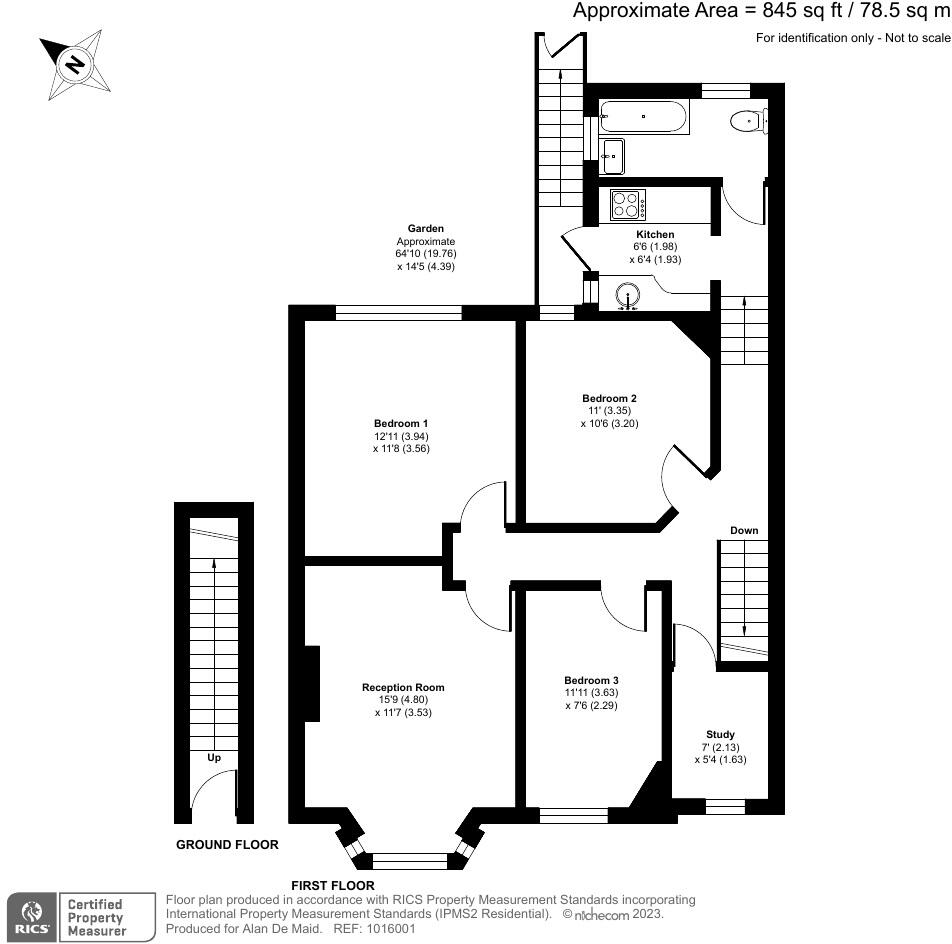 Approximate Area = 845 sq ft / 78.5 sq m
For identification only - Not to scale
N
Garden
Approximate
64'10 (19.76)
x 14'5 (4.39)
Kitchen
6'6 (1.98)
x 6'4 (1.93)
Bedroom 1
12'11 (3.94)
x 11'8 (3.56)
Bedroom 2
11' (3.35)
x 10'6 (3.20)
Down
Reception Room
15'9 (4.80)
x 11'7 (3.53)
Bedroom 3
11'11 (3.63)
x 7'6 (2.29)
Study
7' (2.13)
x 5'4 (1.63)
Up
GROUND FLOOR
FIRST FLOOR
RICS
Certified
Property
Measurer
Floor plan produced in accordance with RICS Property Measurement Standards incorporating
International Property Measurement Standards (IPMS2 Residential). © nichecom 2023.
Produced for Alan De Maid. REF: 1016001